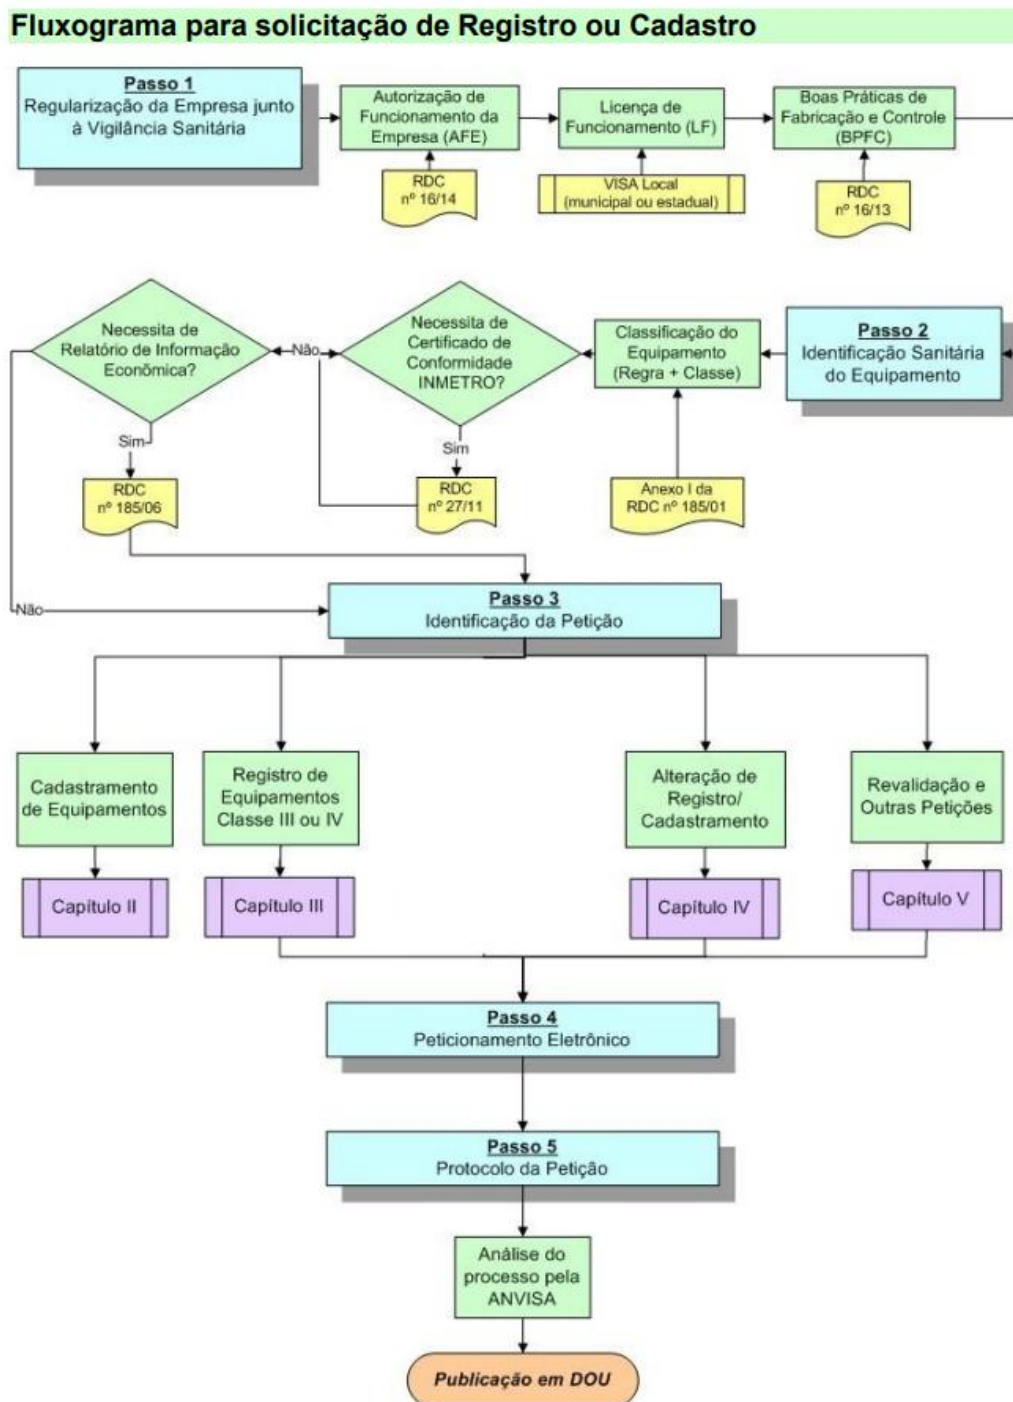 Fluxograma para solicitação de Registro ou Cadastro
Passo 1
Regularização da Empresa junto
à Vigilância Sanitária
Autorização de
Funcionamento da
Empresa (AFE)
Licença de
Funcionamento (LF)
Boas Práticas de
Fabricação e Controle
(BPFC)
RDC
nº 16/14
VISA Local
(municipal ou estadual)
RDC
nº 16/13
Necessita de
Relatório de Informação
Econômica?
Não
Necessita de
Certificado de
Conformidade
INMETRO?
Classificação do
Equipamento
(Regra + Classe)
Passo 2
Identificação Sanitária
do Equipamento
Sim
Sim
RDC
nº 185/06
RDC
nº 27/11
Anexo I da
RDC nº 185/01
Não
Passo 3
Identificação da Petição
Cadastramento
de Equipamentos
Registro de
Equipamentos
Classe III ou IV
Alteração de
Registro/
Cadastramento
Revalidação e
Outras Petições
Capítulo II
Capítulo III
Capítulo IV
Capítulo V
Passo 4
Peticionamento Eletrônico
Passo 5
Protocolo da Petição
Análise do
processo pela
ANVISA
Publicação em DOU